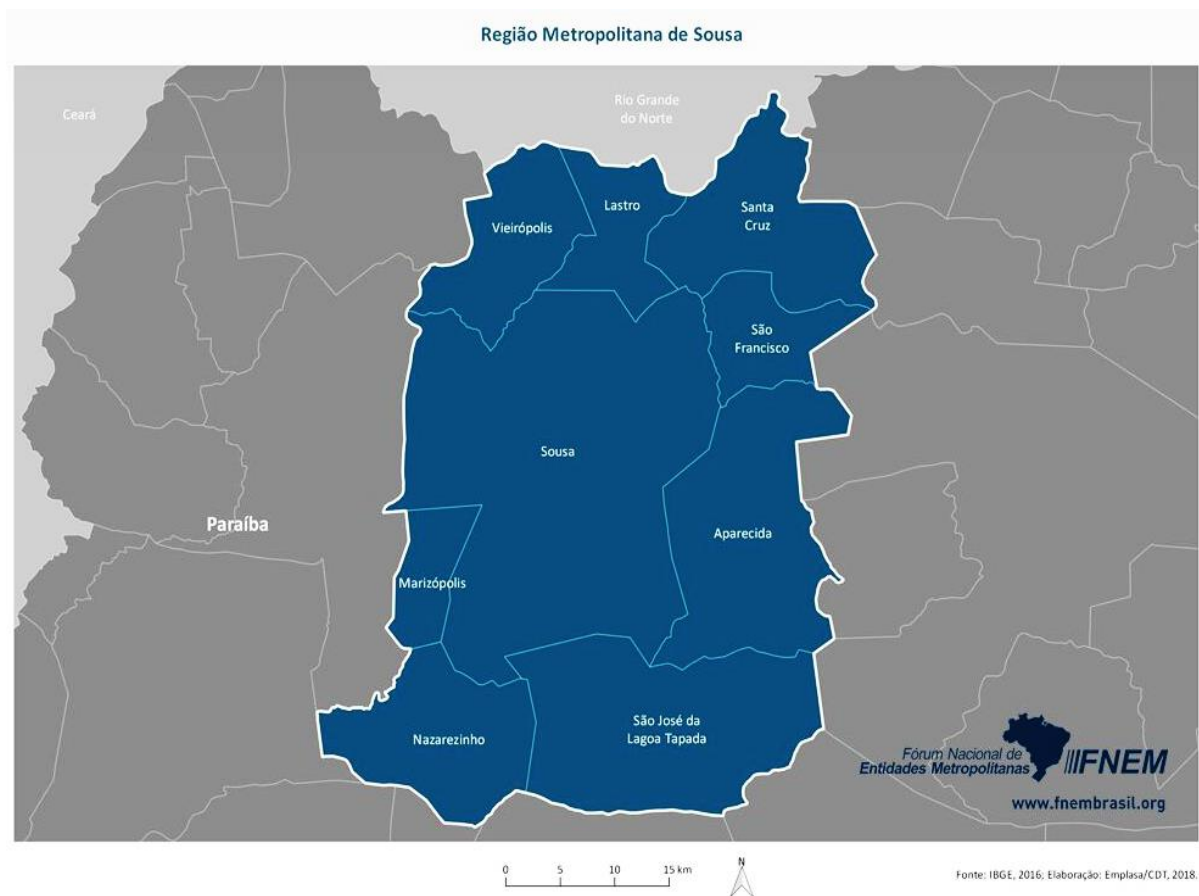 Região Metropolitana de Sousa
Ceará
Rio Grande
do Norte
Lastro
Santa
Cruz
Vieirópolis
São
Francisco
Sousa
Paraíba
Aparecida
Marizópolis
São José da
Lagoa Tapada
Nazarezinho
Fórum Nacional de
Entidades Metropolitanas
FNEM
www.fnembrasil.org
0 5 10 15 km
N
Fonte: IBGE, 2016; Elaboração: Emplasa/CDT, 2018